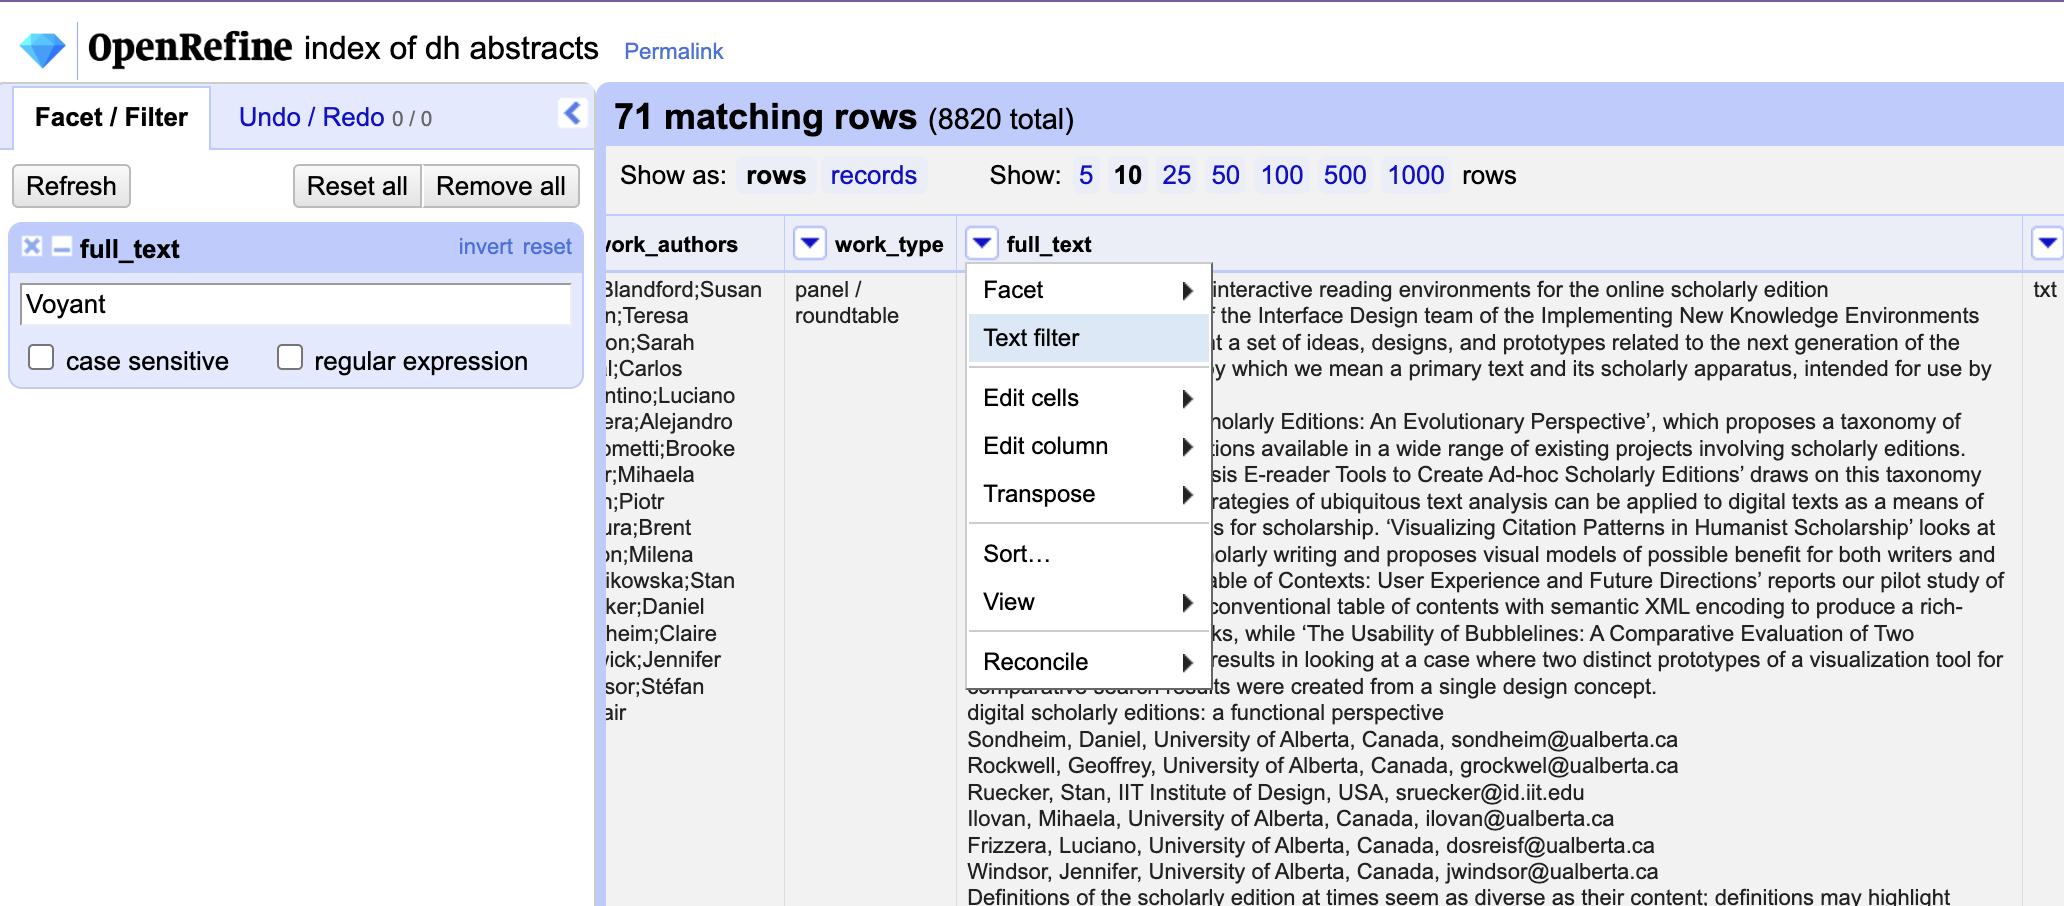 OpenRefine index of dh abstracts Permalink
Facet / Filter Undo / Redo 0 / 0
Refresh Reset all Remove all
full_text invert reset
Voyant
case sensitive regular expression
71 matching rows (8820 total)
Show as: rows records Show: 5 10 25 50 100 500 1000 rows
work_authors work_type full_text
Blandford;Susan
n;Teresa
on;Sarah
l;Carlos
ntino;Luciano
era;Alejandro
ometti;Brooke
r;Mihaela
n;Piotr
ura;Brent
on;Milena
ikowska;Stan
ker;Daniel
heim;Claire
ick;Jennifer
sor;Stéfan
air
panel /
roundtable
Facet
Text filter
Edit cells
Edit column
Transpose
Sort…
View
Reconcile
interactive reading environments for the online scholarly edition
f the Interface Design team of the Implementing New Knowledge Environments
t a set of ideas, designs, and prototypes related to the next generation of the
y which we mean a primary text and its scholarly apparatus, intended for use by
holarly Editions: An Evolutionary Perspective’, which proposes a taxonomy of
tions available in a wide range of existing projects involving scholarly editions.
sis E-reader Tools to Create Ad-hoc Scholarly Editions’ draws on this taxonomy
rategies of ubiquitous text analysis can be applied to digital texts as a means of
s for scholarship. ‘Visualizing Citation Patterns in Humanist Scholarship’ looks at
olarly writing and proposes visual models of possible benefit for both writers and
able of Contexts: User Experience and Future Directions’ reports our pilot study of
conventional table of contents with semantic XML encoding to produce a rich-
ks, while ‘The Usability of Bubblelines: A Comparative Evaluation of Two
results in looking at a case where two distinct prototypes of a visualization tool for
comparative search results were created from a single design concept.
digital scholarly editions: a functional perspective
Sondheim, Daniel, University of Alberta, Canada, sondheim@ualberta.ca
Rockwell, Geoffrey, University of Alberta, Canada, grockwel@ualberta.ca
Ruecker, Stan, IIT Institute of Design, USA, sruecker@id.iit.edu
Ilovan, Mihaela, University of Alberta, Canada, ilovan@ualberta.ca
Frizzera, Luciano, University of Alberta, Canada, dosreisf@ualberta.ca
Windsor, Jennifer, University of Alberta, Canada, jwindsor@ualberta.ca
Definitions of the scholarly edition at times seem as diverse as their content; definitions may highlight
txt